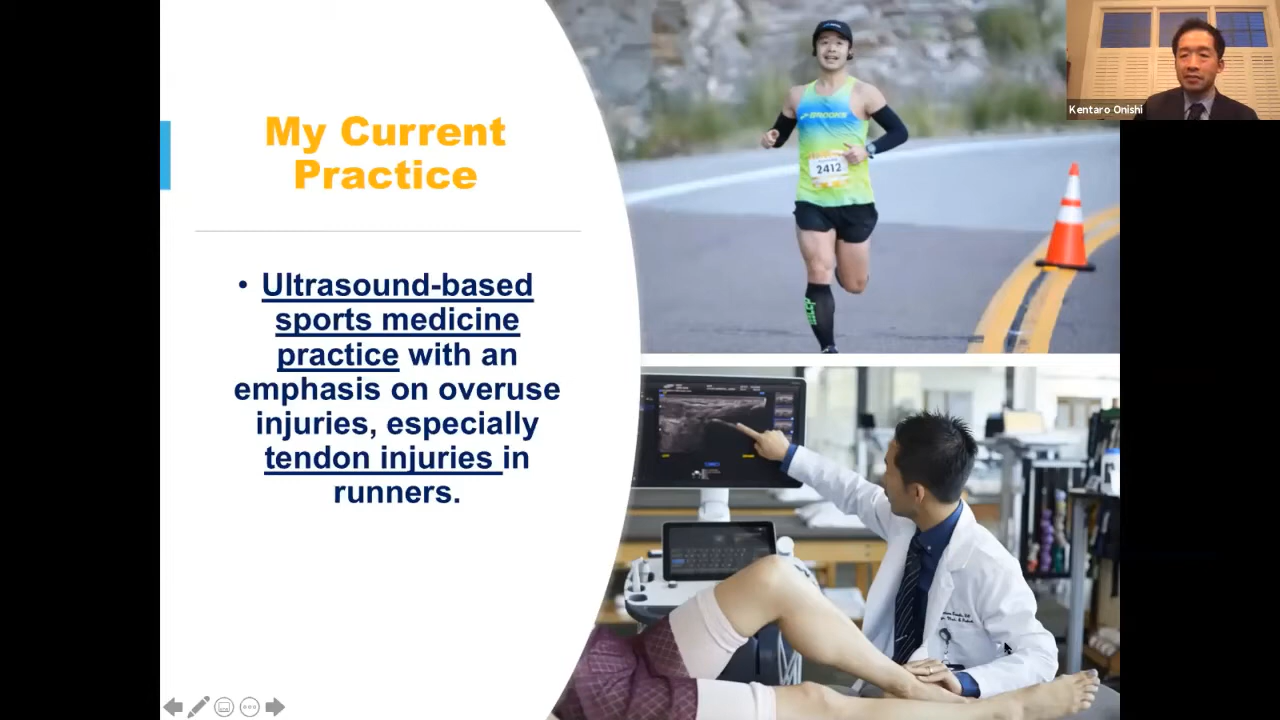 My Current
Practice
• Ultrasound-based
sports medicine
practice with an
emphasis on overuse
injuries, especially
tendon injuries in
runners.
BROOKS
2412
Kentaro Onishi